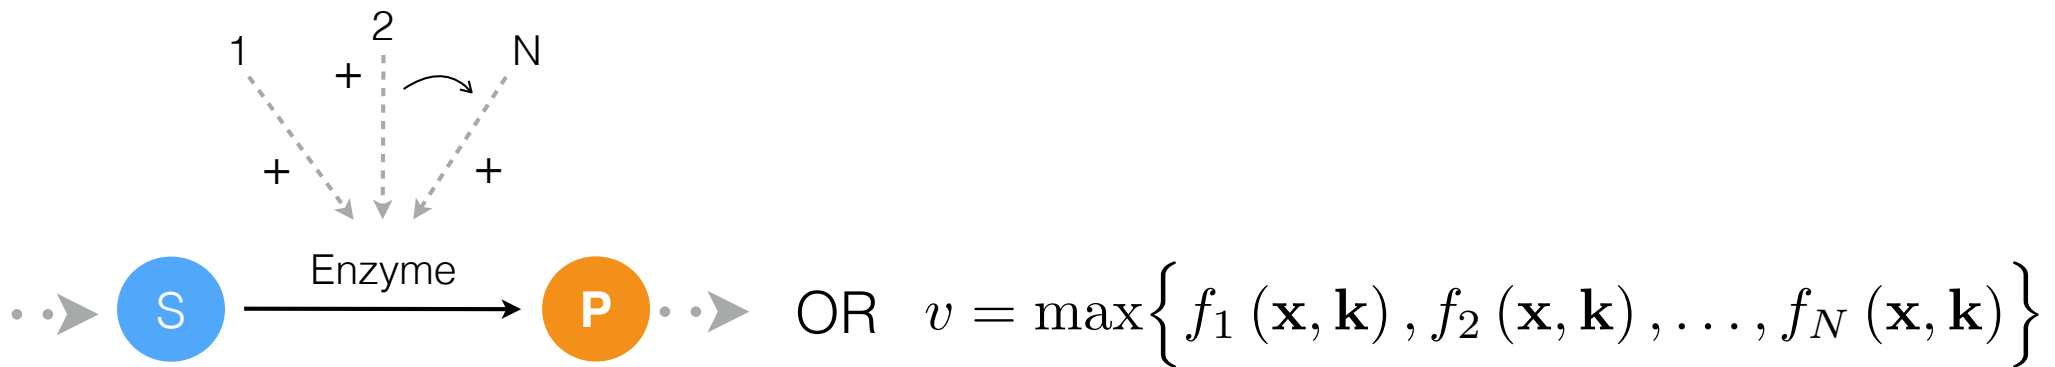 1 2 N
+ + +
Enzyme
S P OR v = max{f₁ (x, k) , f₂ (x, k) , . . . , f_N (x, k)}